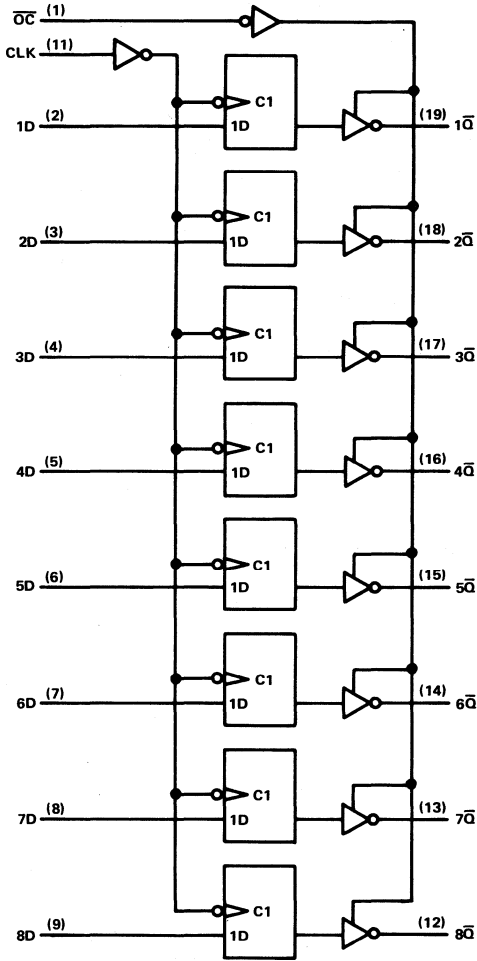 O̅C̅ (1)
CLK (11)
C1
1D (2) 1D (19) 1Q̅
C1
2D (3) 1D (18) 2Q̅
C1
3D (4) 1D (17) 3Q̅
C1
4D (5) 1D (16) 4Q̅
C1
5D (6) 1D (15) 5Q̅
C1
6D (7) 1D (14) 6Q̅
C1
7D (8) 1D (13) 7Q̅
C1
8D (9) 1D (12) 8Q̅